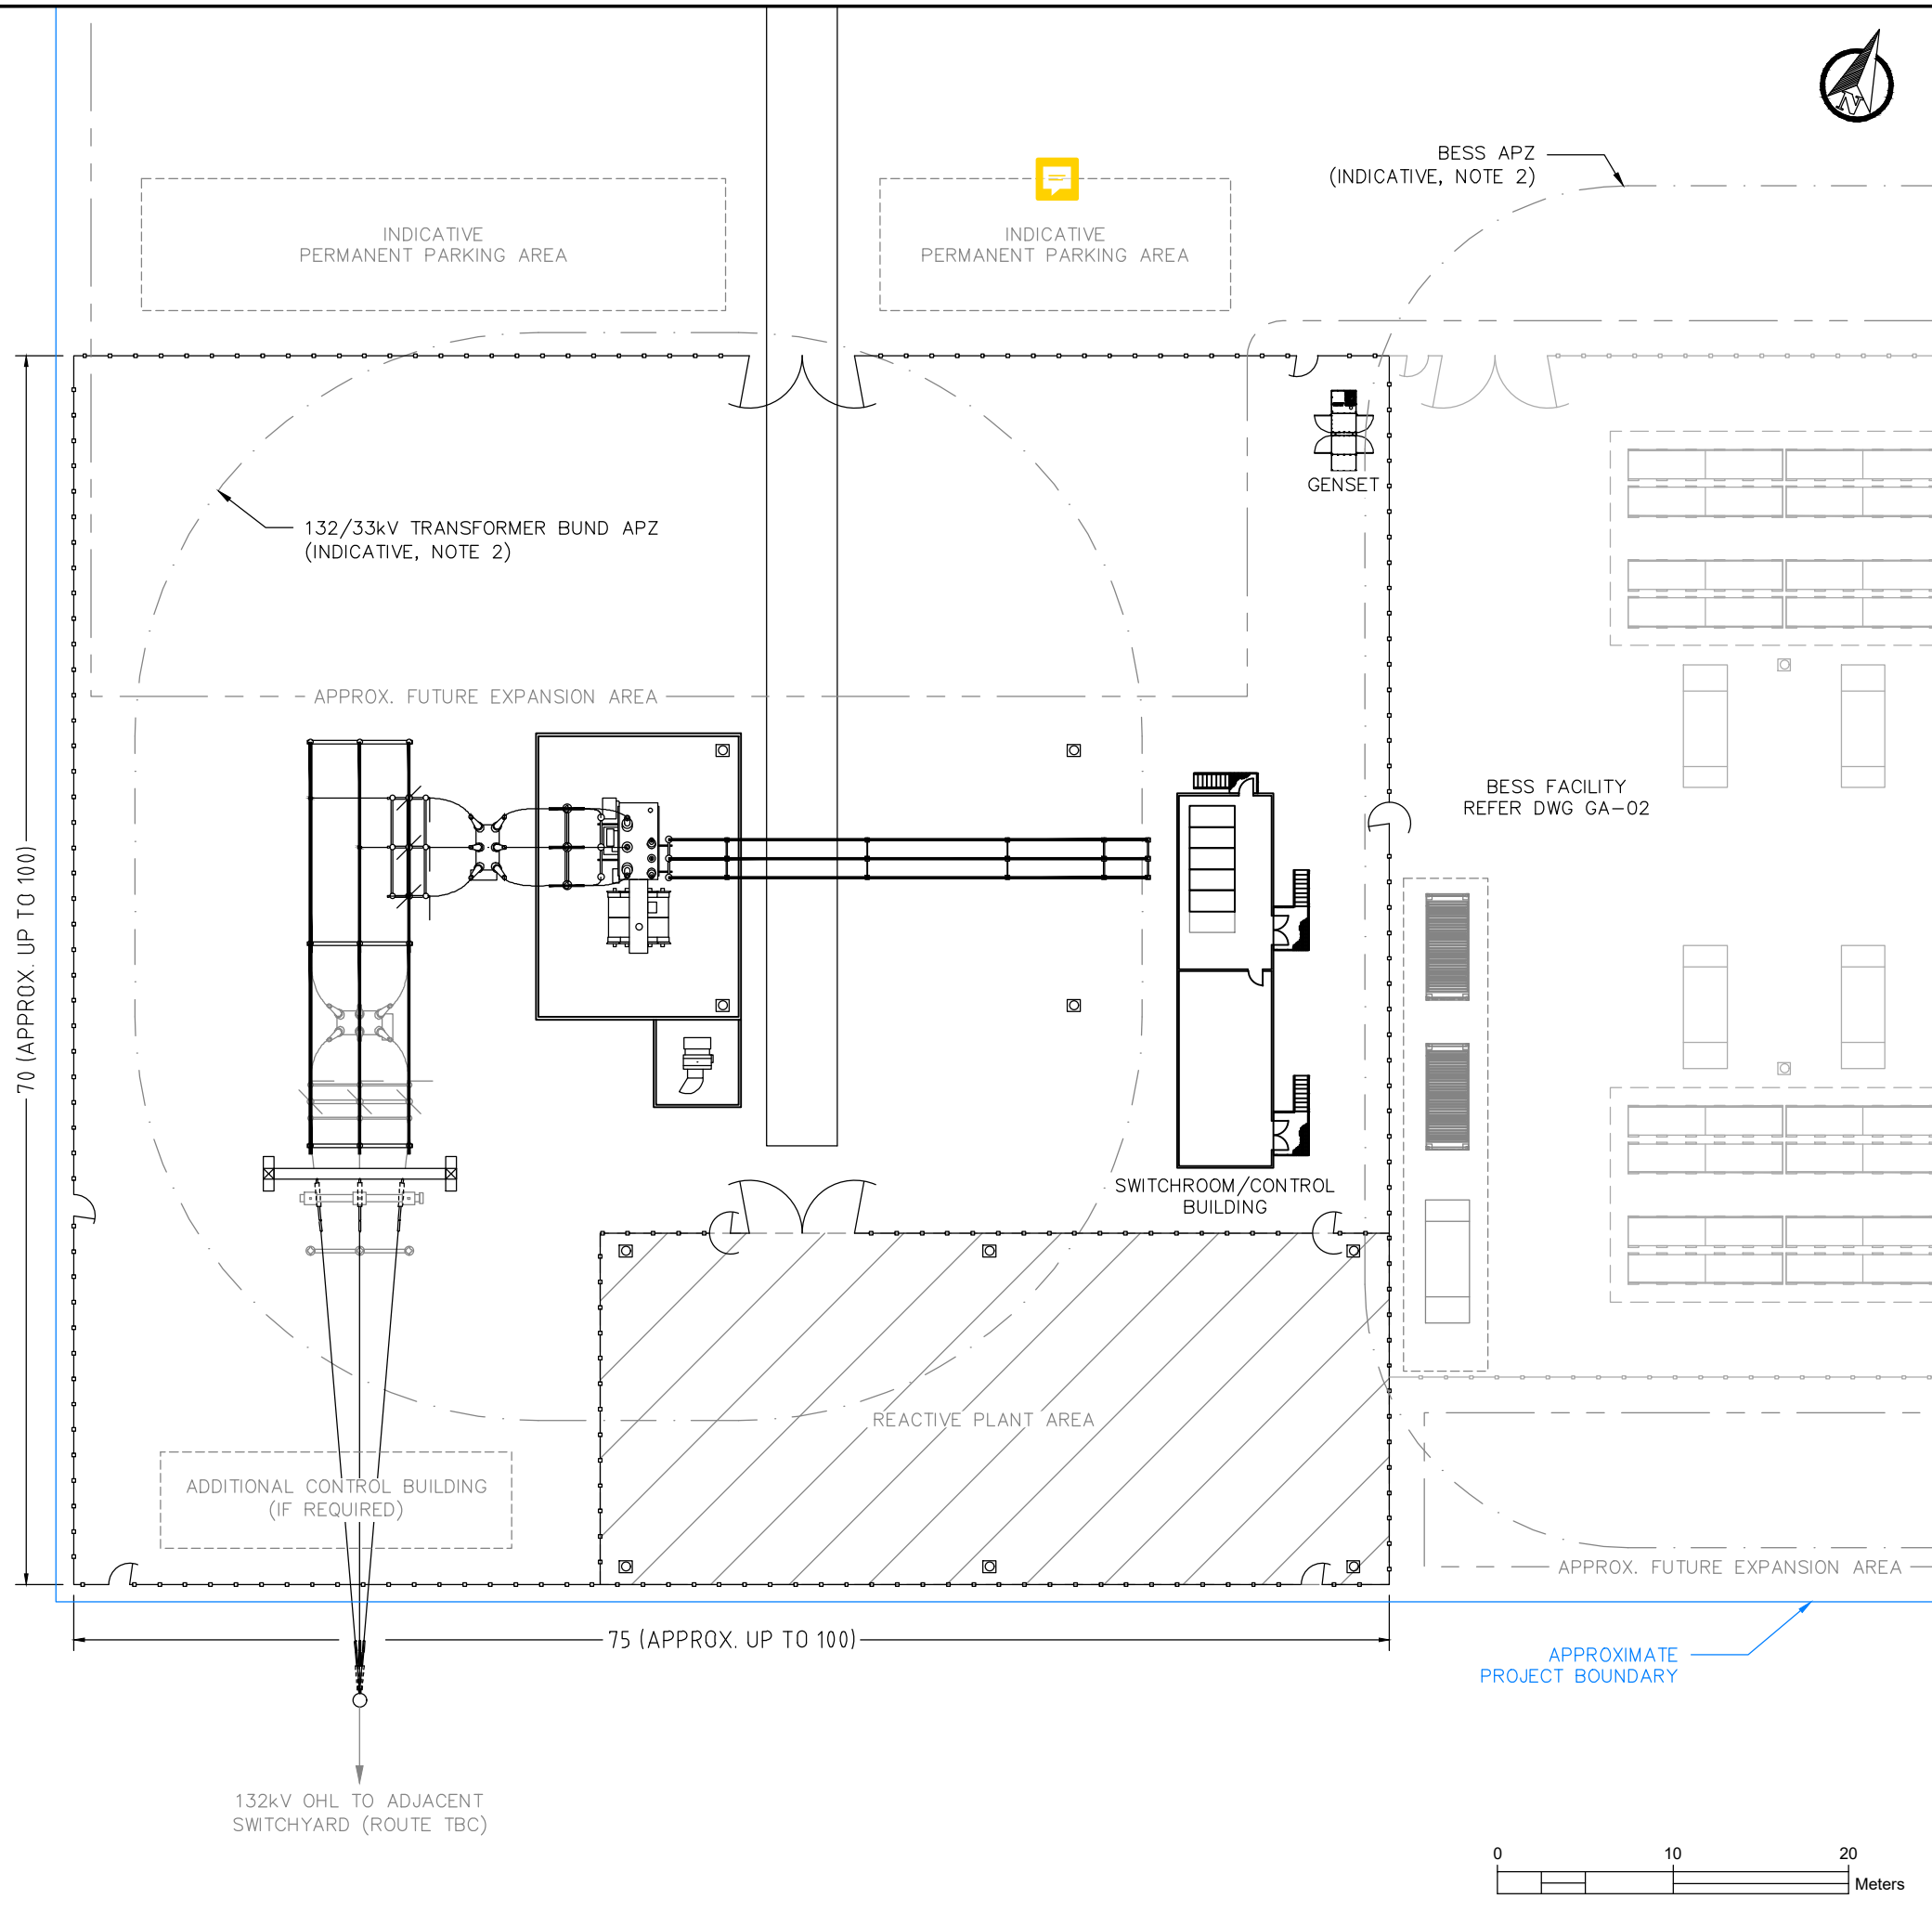 N
BESS APZ
(INDICATIVE, NOTE 2)
INDICATIVE
PERMANENT PARKING AREA
INDICATIVE
PERMANENT PARKING AREA
GENSET
132/33kV TRANSFORMER BUND APZ
(INDICATIVE, NOTE 2)
APPROX. FUTURE EXPANSION AREA
BESS FACILITY
REFER DWG GA-02
70 (APPROX. UP TO 100)
SWITCHROOM/CONTROL
BUILDING
REACTIVE PLANT AREA
ADDITIONAL CONTROL BUILDING
(IF REQUIRED)
APPROX. FUTURE EXPANSION AREA
75 (APPROX. UP TO 100)
APPROXIMATE
PROJECT BOUNDARY
132kV OHL TO ADJACENT
SWITCHYARD (ROUTE TBC)
0 10 20
Meters